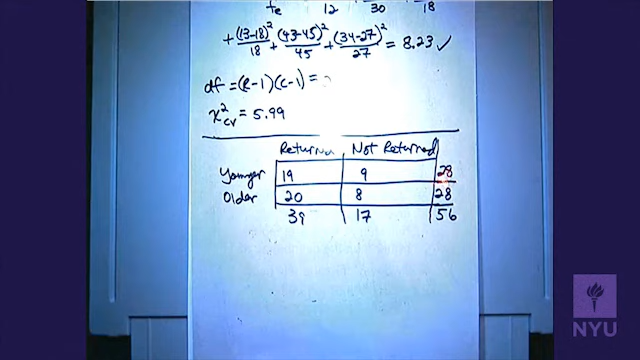 fe 12 30 18
+ (13-18)²/18 + (43-45)²/45 + (34-27)²/27 = 8.23 ✓
df = (R-1)(C-1) =
χ²cv = 5.99
Returned Not Returned
Younger 19 9 28
Older 20 8 28
39 17 56
NYU